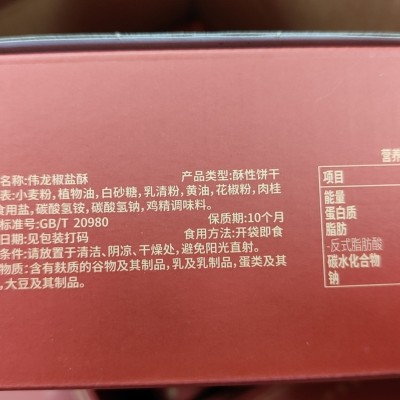 名称:伟龙椒盐酥 产品类型:酥性饼干
表:小麦粉,植物油,白砂糖,乳清粉,黄油,花椒粉,肉桂
食用盐,碳酸氢铵,碳酸氢钠,鸡精调味料。
标准号:GB/T 20980 保质期:10个月
日期:见包装打码 食用方法:开袋即食
条件:请放置于清洁、阴凉、干燥处,避免阳光直射。
物质:含有麸质的谷物及其制品,乳及乳制品,蛋类及其
,大豆及其制品。
营养
项目
能量
蛋白质
脂肪
-反式脂肪酸
碳水化合物
钠